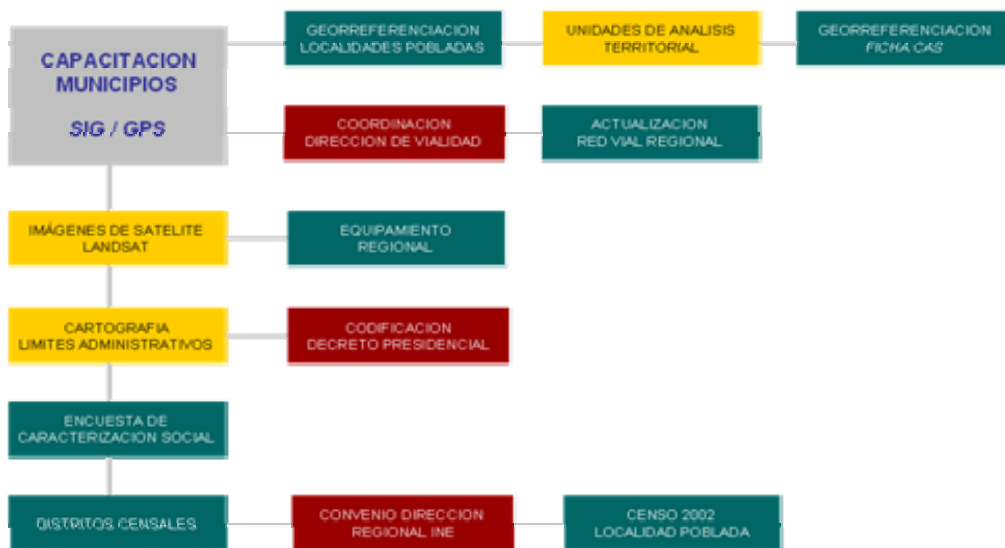 CAPACITACION
MUNICIPIOS
SIG / GPS
GEORREFERENCIACION
LOCALIDADES POBLADAS
UNIDADES DE ANALISIS
TERRITORIAL
GEORREFERENCIACION
FICHA CAS
COORDINACION
DIRECCION DE VIALIDAD
ACTUALIZACION
RED VIAL REGIONAL
IMÁGENES DE SATELITE
LANDSAT
EQUIPAMIENTO
REGIONAL
CARTOGRAFIA
LIMITES ADMINISTRATIVOS
CODIFICACION
DECRETO PRESIDENCIAL
ENCUESTA DE
CARACTERIZACION SOCIAL
DISTRITOS CENSALES
CONVENIO DIRECCION
REGIONAL INE
CENSO 2002
LOCALIDAD POBLADA